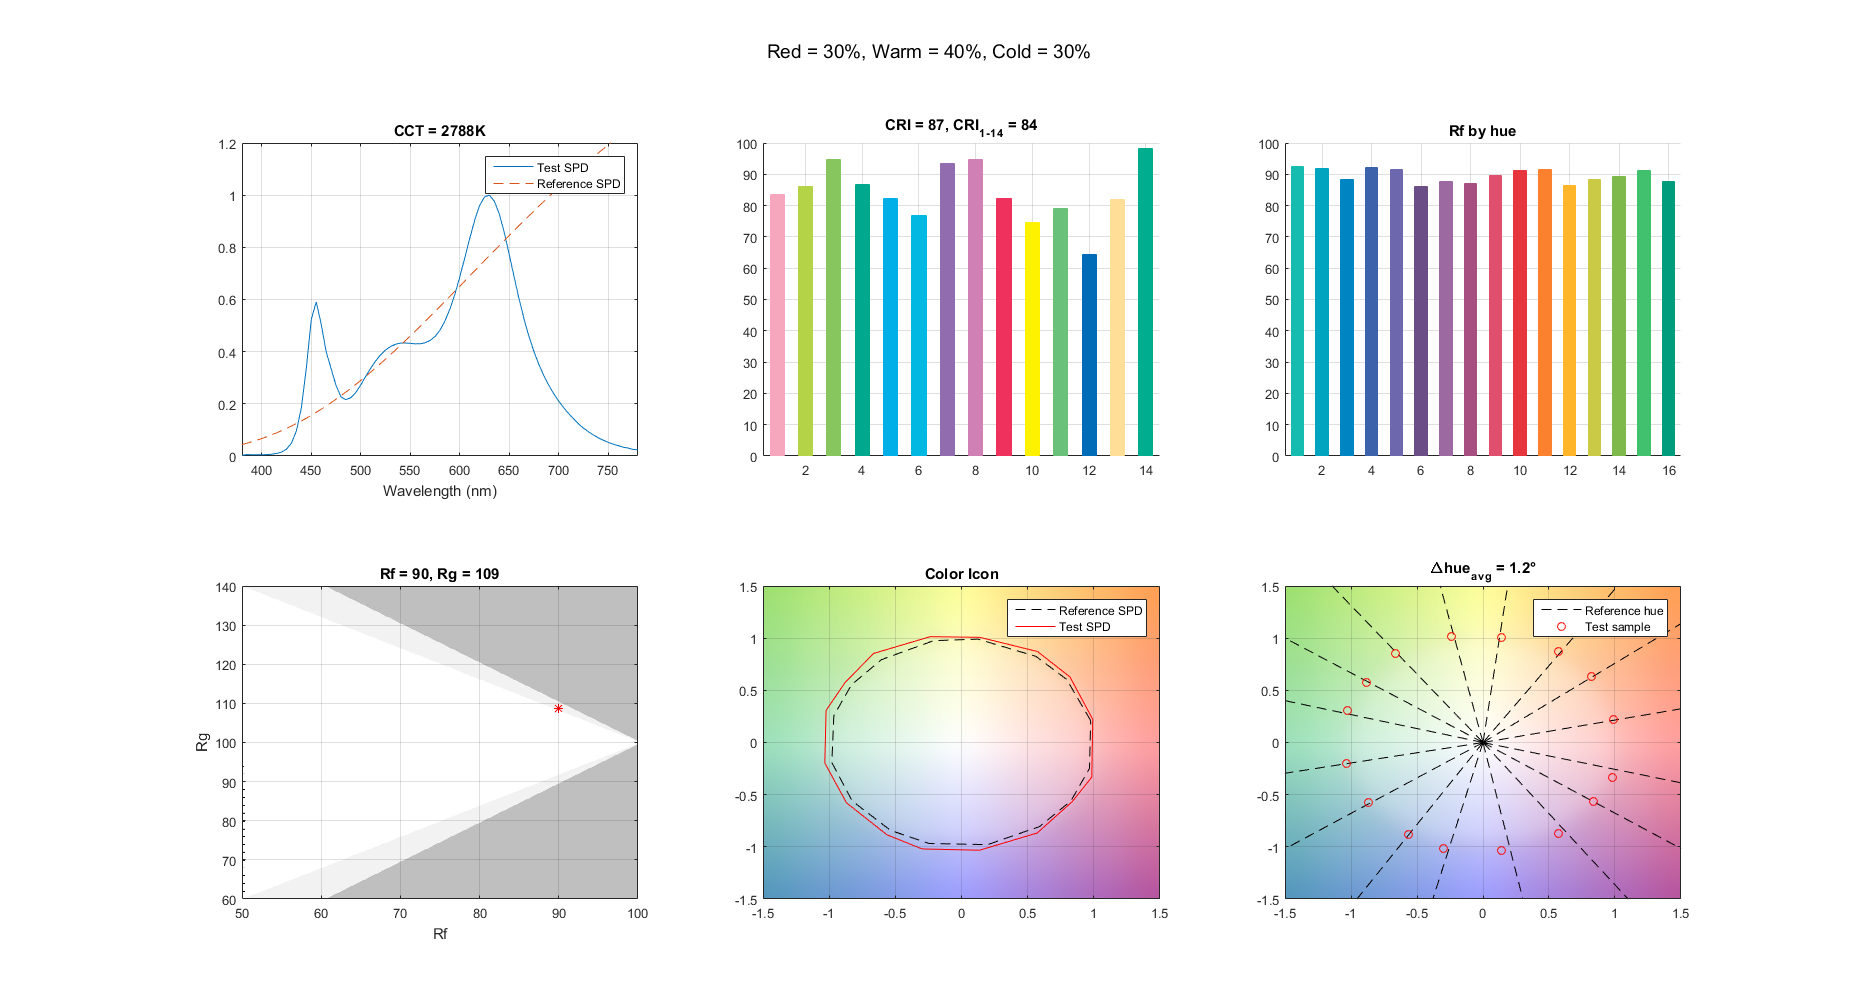 Red = 30%, Warm = 40%, Cold = 30%
CCT = 2788K
1.2
1
0.8
0.6
0.4
0.2
0
Test SPD
Reference SPD
400 450 500 550 600 650 700 750
Wavelength (nm)
CRI = 87, CRI1-14 = 84
100
90
80
70
60
50
40
30
20
10
0
2 4 6 8 10 12 14
Rf by hue
100
90
80
70
60
50
40
30
20
10
0
2 4 6 8 10 12 14 16
Rf = 90, Rg = 109
140
130
120
110
100
90
80
70
60
Rg
50 60 70 80 90 100
Rf
Color Icon
1.5
1
0.5
0
-0.5
-1
-1.5
Reference SPD
Test SPD
-1.5 -1 -0.5 0 0.5 1 1.5
Δhueavg = 1.2°
1.5
1
0.5
0
-0.5
-1
-1.5
Reference hue
Test sample
-1.5 -1 -0.5 0 0.5 1 1.5